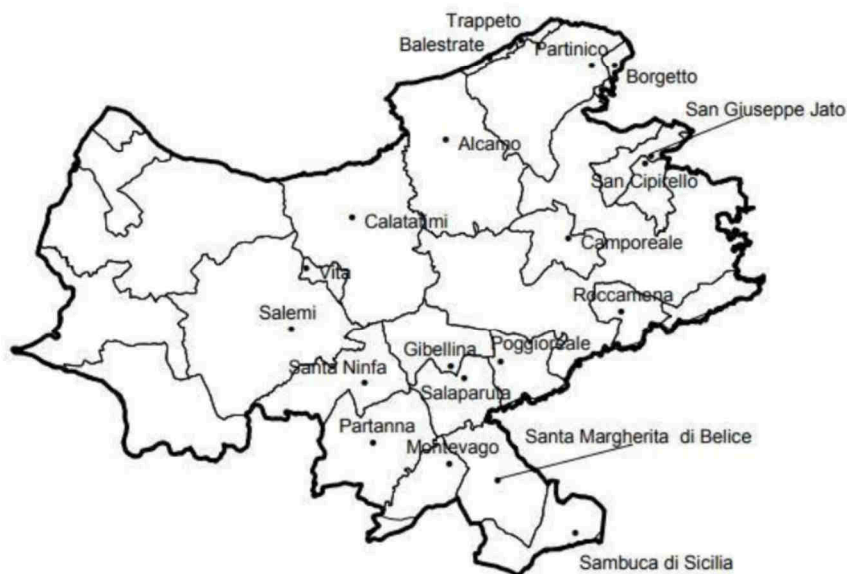 Trappeto
Balestrate
Partinico
Borgetto
San Giuseppe Jato
Alcamo
San Cipirello
Calatafimi
Camporeale
Vita
Roccamena
Salemi
Gibellina
Poggioreale
Santa Ninfa
Salaparuta
Partanna
Santa Margherita di Belice
Montevago
Sambuca di Sicilia